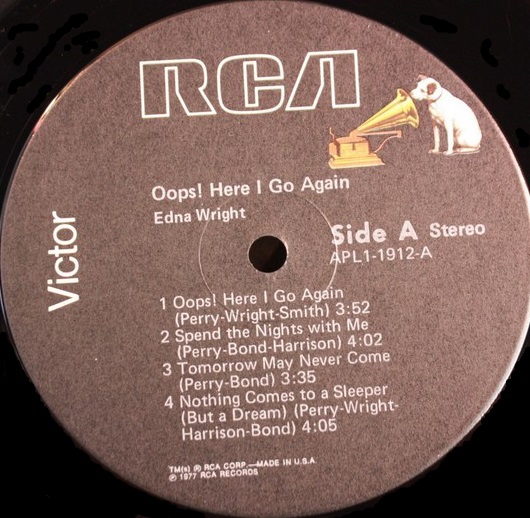 RCA
Oops! Here I Go Again
Edna Wright
Victor
Side A Stereo
APL1-1912-A
1 Oops! Here I Go Again
(Perry-Wright-Smith) 3:52
2 Spend the Nights with Me
(Perry-Bond-Harrison) 4:02
3 Tomorrow May Never Come
(Perry-Bond) 3:35
4 Nothing Comes to a Sleeper
(But a Dream) (Perry-Wright-
Harrison-Bond) 4:05
TM(s) ® RCA CORP.—MADE IN U.S.A.
℗ 1977 RCA RECORDS